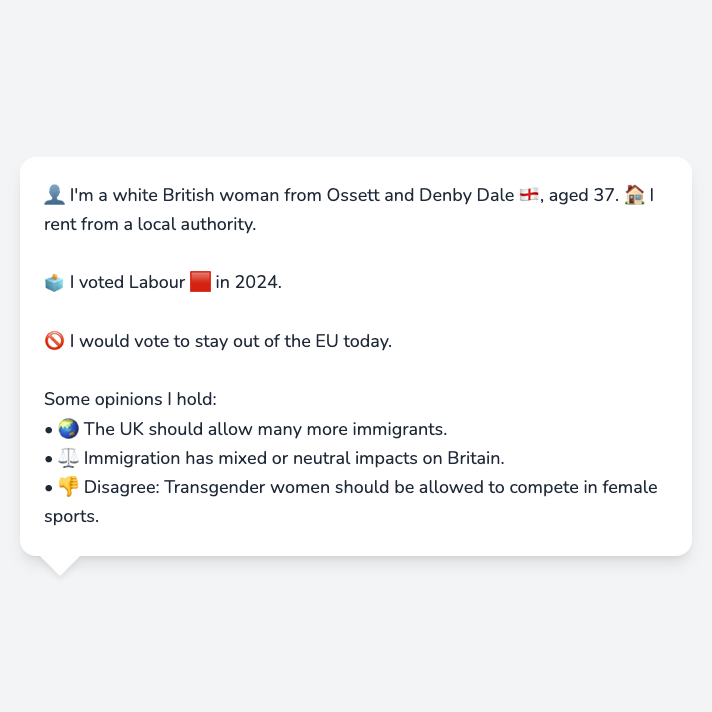 👤 I'm a white British woman from Ossett and Denby Dale 🏴󠁧󠁢󠁥󠁮󠁧󠁿, aged 37. 🏠 I
rent from a local authority.
🗳️ I voted Labour 🟥 in 2024.
🚫 I would vote to stay out of the EU today.
Some opinions I hold:
• 🌏 The UK should allow many more immigrants.
• ⚖️ Immigration has mixed or neutral impacts on Britain.
• 👎 Disagree: Transgender women should be allowed to compete in female
sports.